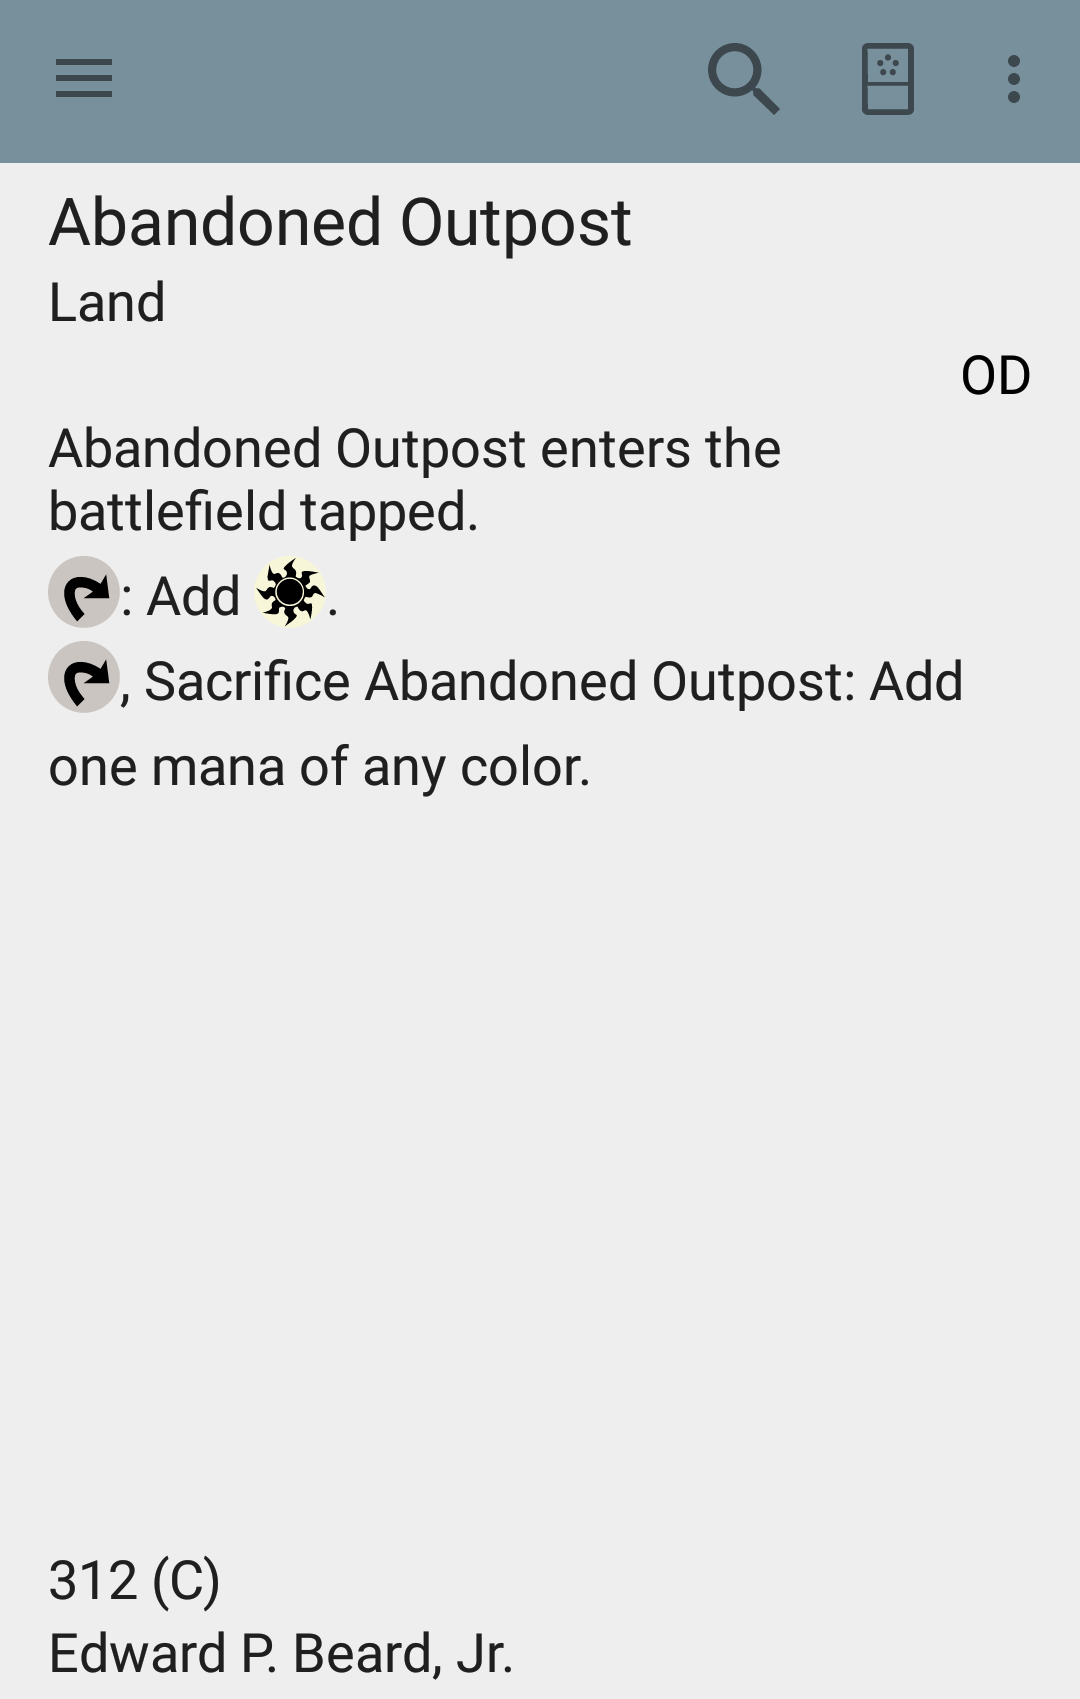 Abandoned Outpost
Land
OD
Abandoned Outpost enters the
battlefield tapped.
: Add .
, Sacrifice Abandoned Outpost: Add
one mana of any color.
312 (C)
Edward P. Beard, Jr.